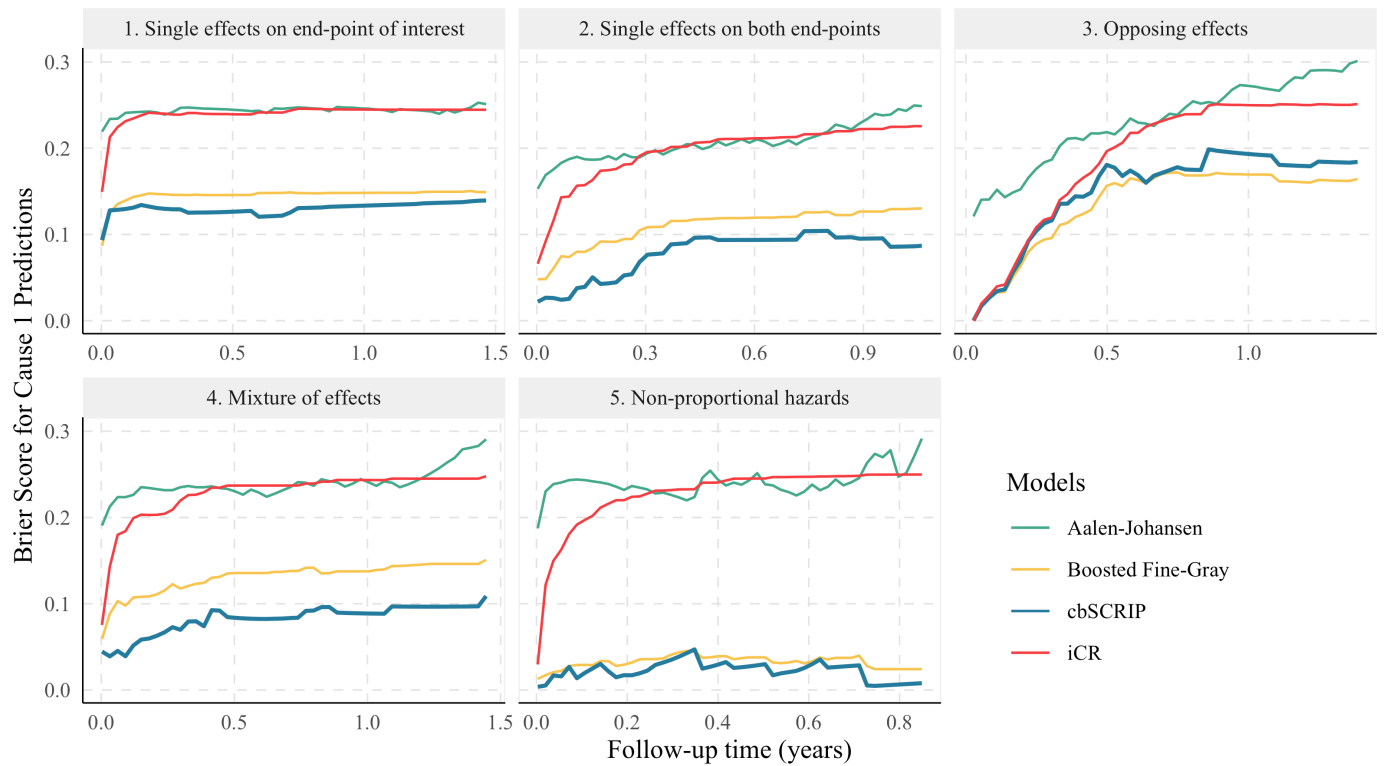 1. Single effects on end-point of interest
2. Single effects on both end-points
3. Opposing effects
Brier Score for Cause 1 Predictions
0.3
0.2
0.1
0.0
0.0 0.5 1.0 1.5
0.0 0.3 0.6 0.9
0.0 0.5 1.0
4. Mixture of effects
5. Non-proportional hazards
0.3
0.2
0.1
0.0
0.0 0.5 1.0 1.5
0.0 0.2 0.4 0.6 0.8
Follow-up time (years)
Models
Aalen-Johansen
Boosted Fine-Gray
cbSCRIP
iCR